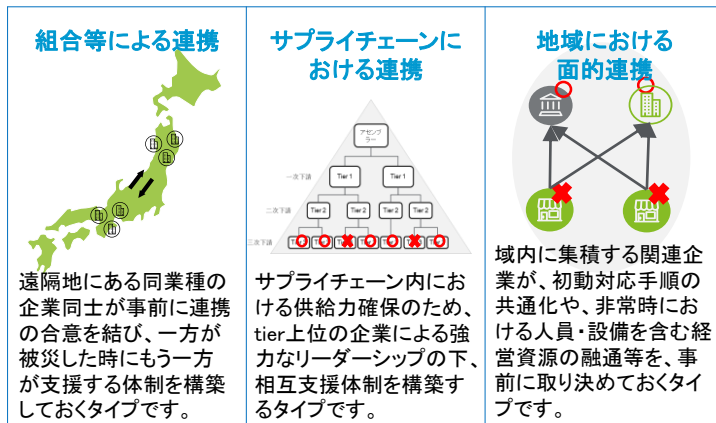 組合等による連携
遠隔地にある同業種の
企業同士が事前に連携
の合意を結び、一方が
被災した時にもう一方
が支援する体制を構築
しておくタイプです。
サプライチェーンに
おける連携
アセンブ
ラー
一次下請
Tier 1
Tier 1
二次下請
Tier 2
Tier 2
Tier 2
Tier 2
三次下請
サプライチェーン内にお
ける供給力確保のため、
tier上位の企業による強
力なリーダーシップの下、
相互支援体制を構築す
るタイプです。
地域における
面的連携
域内に集積する関連企
業が、初動対応手順の
共通化や、非常時にお
ける人員・設備を含む経
営資源の融通等を、事
前に取り決めておくタイ
プです。